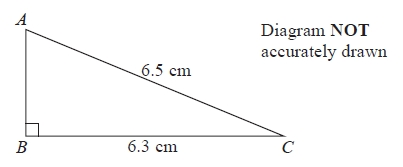 A
Diagram NOT
accurately drawn
6.5 cm
B
6.3 cm
C